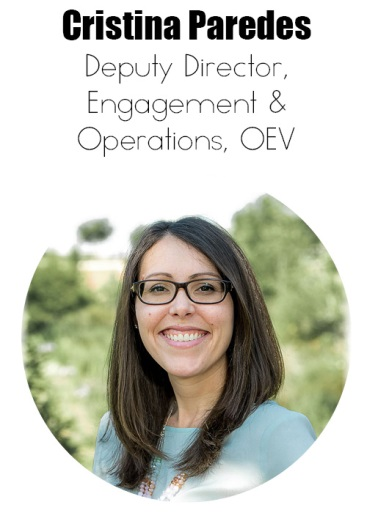 Cristina Paredes
Deputy Director,
Engagement &
Operations, OEV